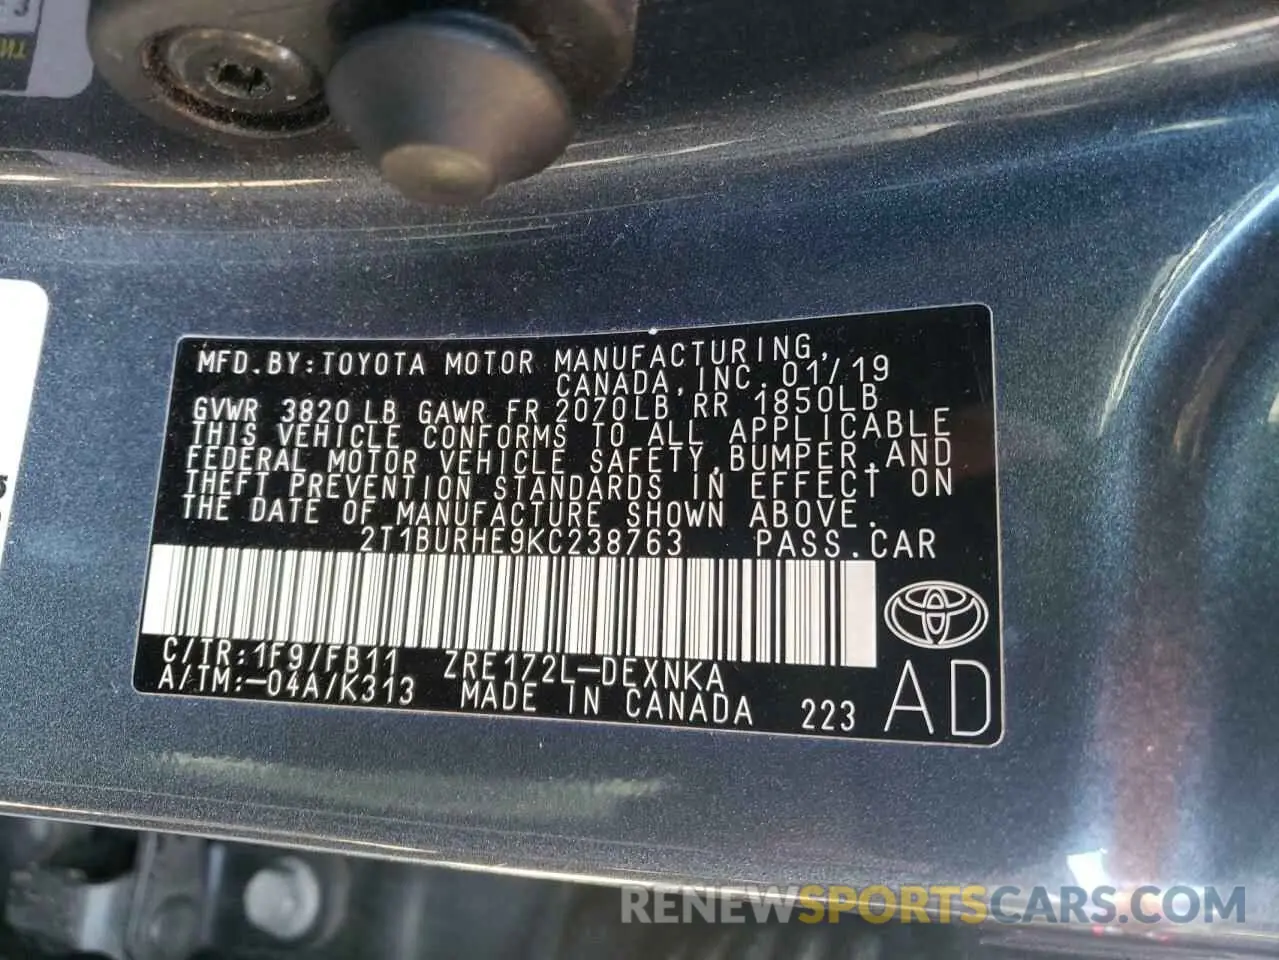 MFD.BY:TOYOTA MOTOR MANUFACTURING,
CANADA, INC. 01/19
GVWR 3820 LB GAWR FR 2070LB RR 1850LB
THIS VEHICLE CONFORMS TO ALL APPLICABLE
FEDERAL MOTOR VEHICLE SAFETY,BUMPER,AND
THEFT PREVENTION STANDARDS IN EFFECT ON
THE DATE OF MANUFACTURE SHOWN ABOVE.
2T1BURHE9KC238763 PASS.CAR
C/TR:1F9/FB11 ZRE172L-DEXNKA
A/TM:-04A/K313 MADE IN CANADA 223 AD
RENEWSPORTSCARS.COM